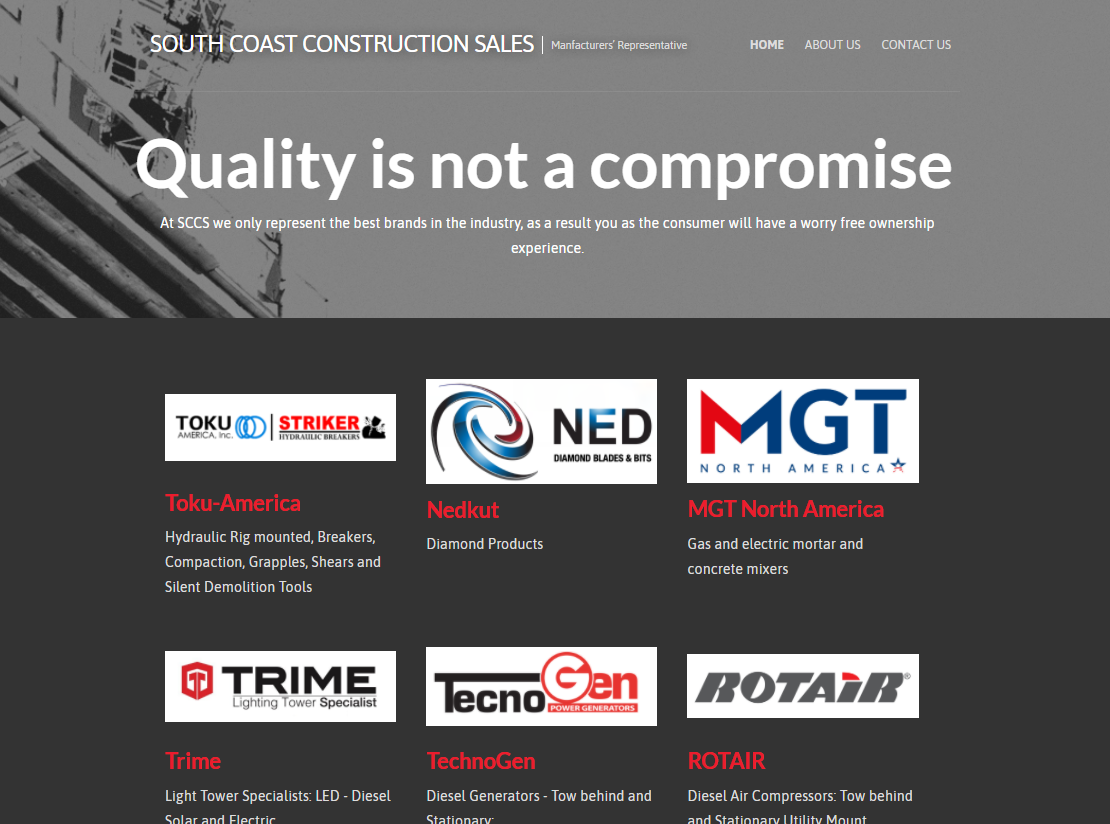 SOUTH COAST CONSTRUCTION SALES | Manfacturers' Representative
HOME ABOUT US CONTACT US
Quality is not a compromise
At SCCS we only represent the best brands in the industry, as a result you as the consumer will have a worry free ownership
experience.
TOKU
AMERICA, Inc.
STRIKER
HYDRAULIC BREAKERS
Toku-America
Hydraulic Rig mounted, Breakers,
Compaction, Grapples, Shears and
Silent Demolition Tools
NED
DIAMOND BLADES & BITS
Nedkut
Diamond Products
MGT
NORTH AMERICA
MGT North America
Gas and electric mortar and
concrete mixers
TRIME
Lighting Tower Specialist
Trime
Light Tower Specialists: LED - Diesel
Solar and Electric
TecnoGen
POWER GENERATORS
TechnoGen
Diesel Generators - Tow behind and
Stationary:
ROTAIR®
ROTAIR
Diesel Air Compressors: Tow behind
and Stationary Utility Mount